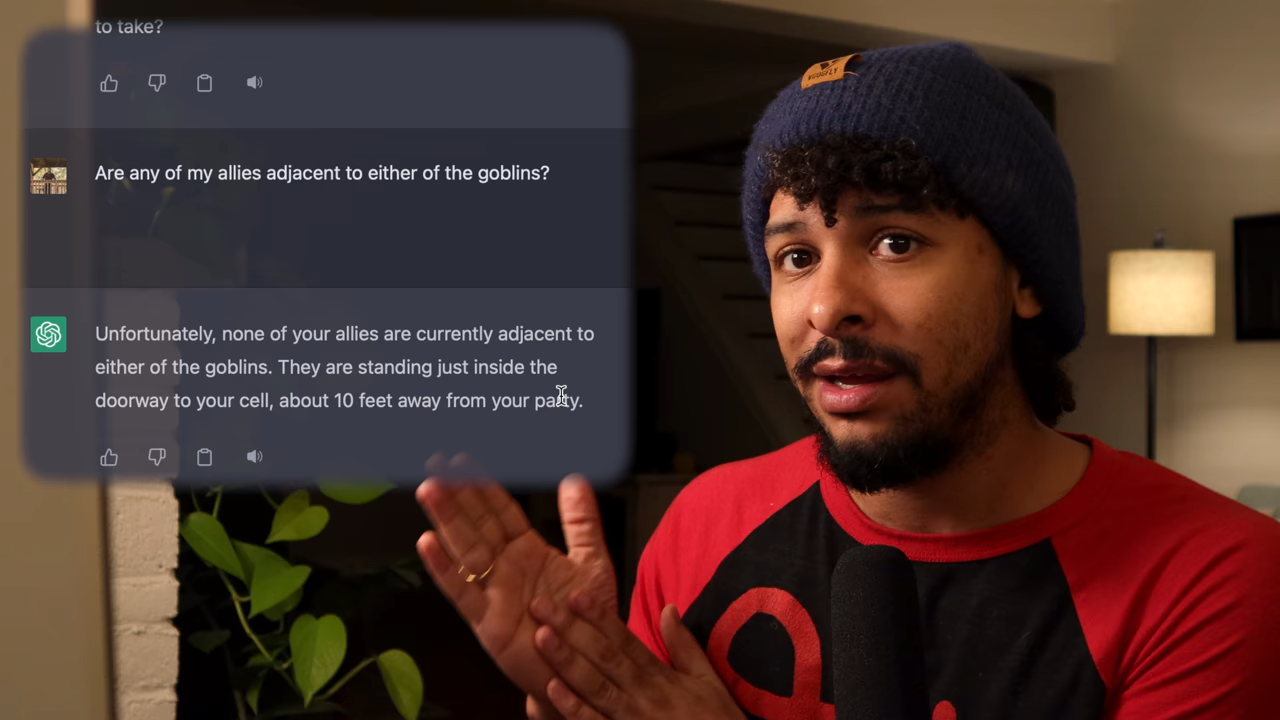 to take?
Are any of my allies adjacent to either of the goblins?
Unfortunately, none of your allies are currently adjacent to
either of the goblins. They are standing just inside the
doorway to your cell, about 10 feet away from your party.